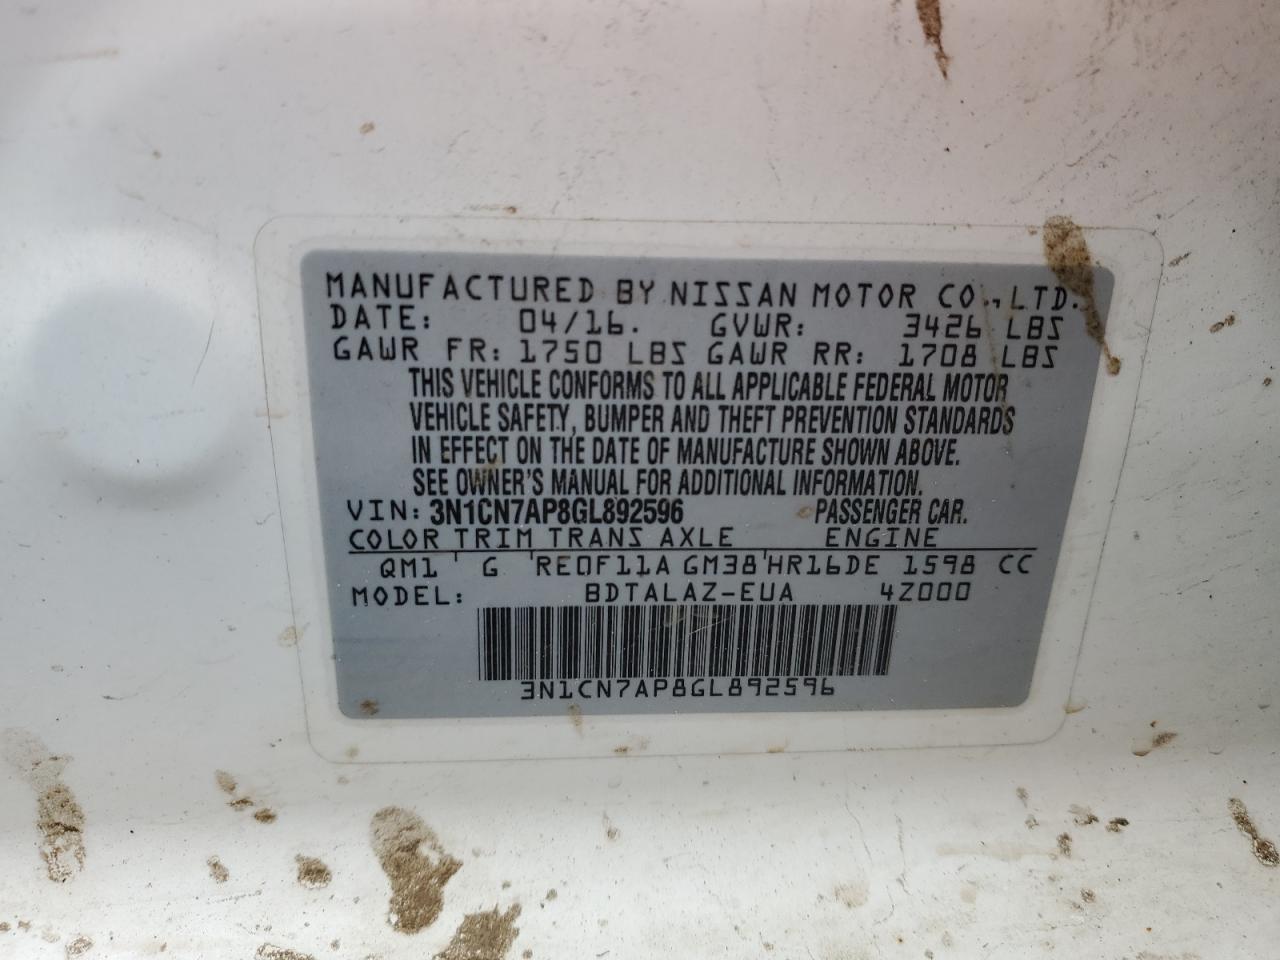 MANUFACTURED BY NISSAN MOTOR CO., LTD.
DATE: 04/16. GVWR: 3426 LBS
GAWR FR: 1750 LBS GAWR RR: 1708 LBS
THIS VEHICLE CONFORMS TO ALL APPLICABLE FEDERAL MOTOR
VEHICLE SAFETY, BUMPER AND THEFT PREVENTION STANDARDS
IN EFFECT ON THE DATE OF MANUFACTURE SHOWN ABOVE.
SEE OWNER'S MANUAL FOR ADDITIONAL INFORMATION.
VIN: 3N1CN7AP8GL892596 PASSENGER CAR.
COLOR TRIM TRANS AXLE ENGINE
QM1 G RE0F11A GM38 HR16DE 1598 CC
MODEL: BDTALAZ-EUA 4Z000
3N1CN7AP8GL892596